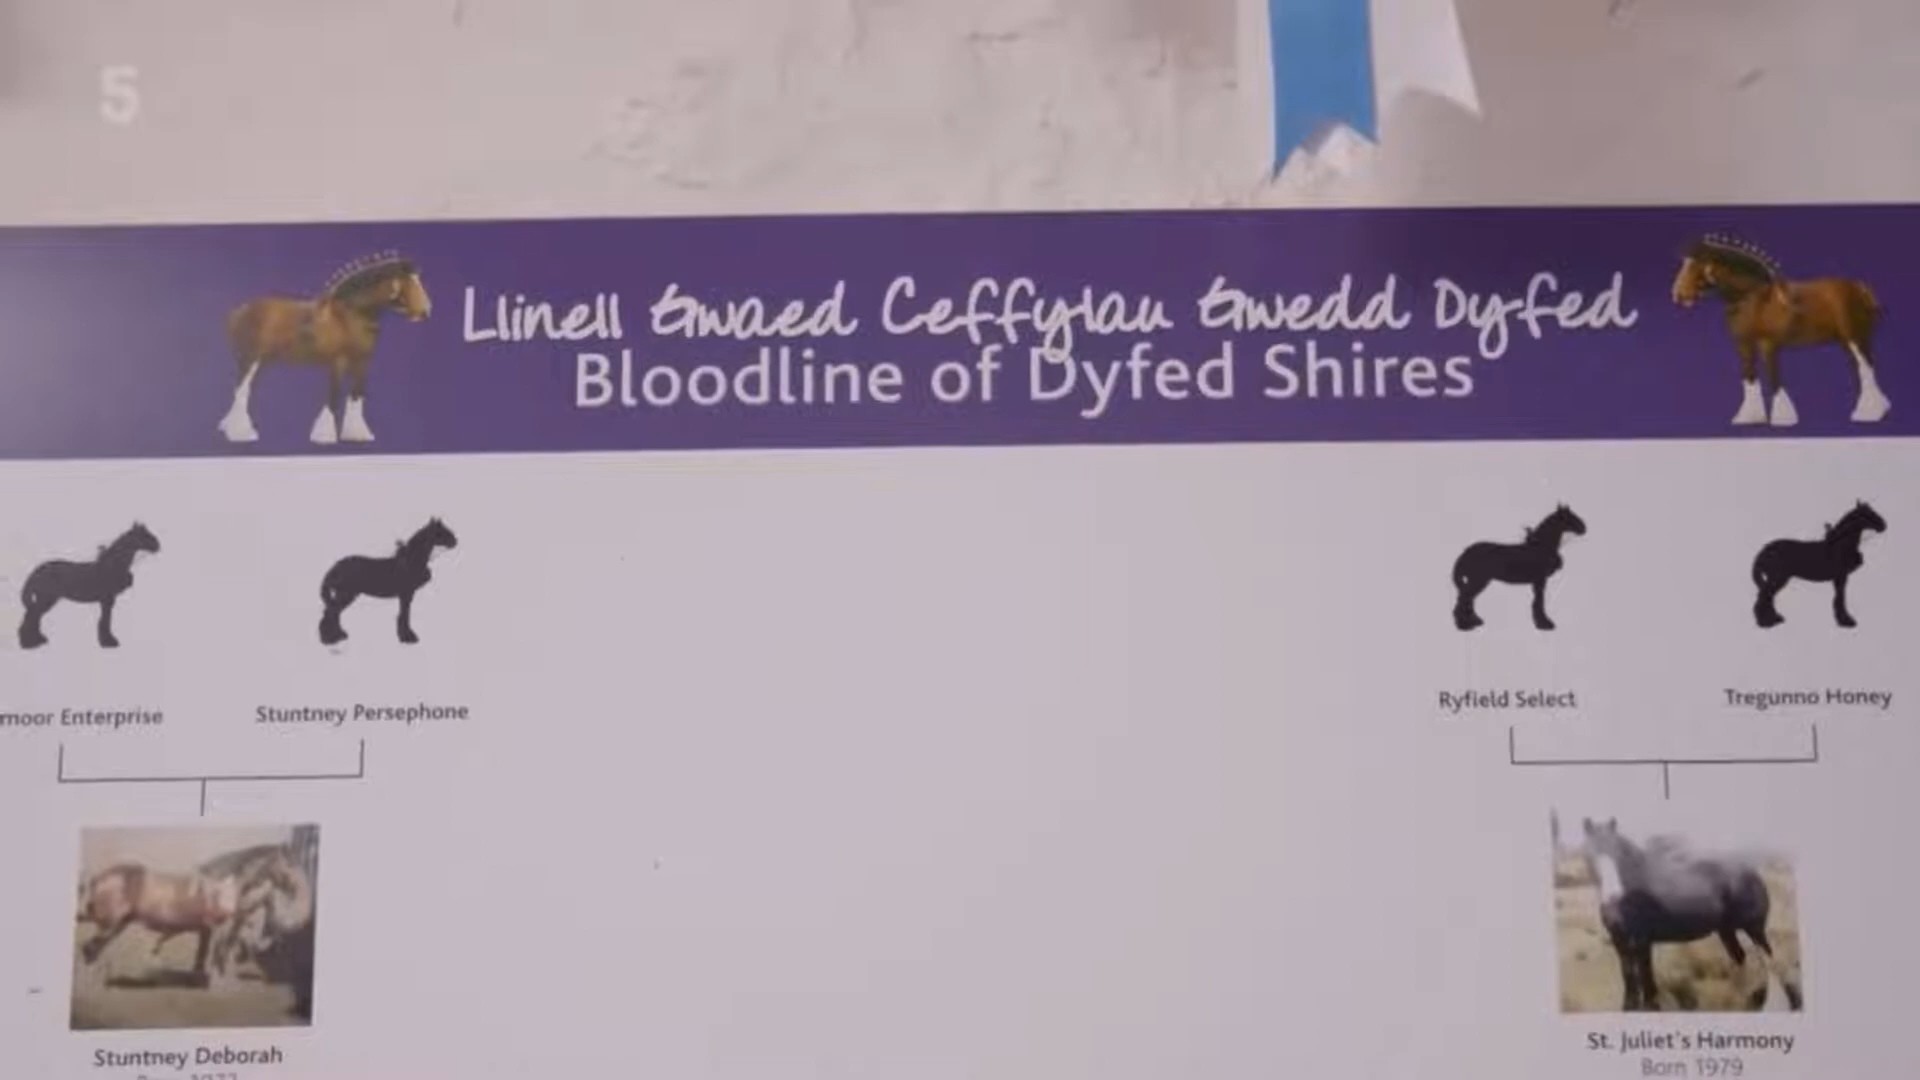 5
Llinell Gwaed Ceffylau Gwedd Dyfed
Bloodline of Dyfed Shires
moor Enterprise
Stuntney Persephone
Ryfield Select
Tregunno Honey
Stuntney Deborah
St. Juliet's Harmony
Born 1979